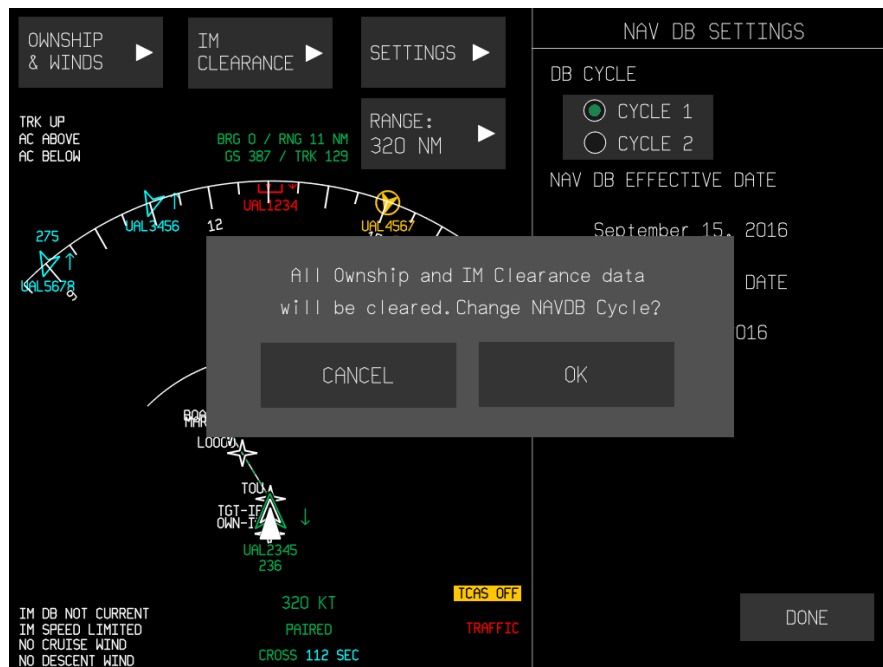 OWNSHIP
& WINDS
IM
CLEARANCE
SETTINGS
NAV DB SETTINGS
DB CYCLE
CYCLE 1
CYCLE 2
TRK UP
AC ABOVE
AC BELOW
BRG 0 / RNG 11 NM
GS 387 / TRK 129
RANGE:
320 NM
NAV DB EFFECTIVE DATE
September 15, 2016
UAL3456
12
UAL1234
UAL4567
275
UAL5678
9
All Ownship and IM Clearance data
will be cleared.Change NAVDB Cycle?
DATE
016
CANCEL
OK
TOU
TGT-IF
OWN-I
UAL2345
236
320 KT
TCAS OFF
IM DB NOT CURRENT
IM SPEED LIMITED
NO CRUISE WIND
NO DESCENT WIND
PAIRED
TRAFFIC
CROSS 112 SEC
DONE